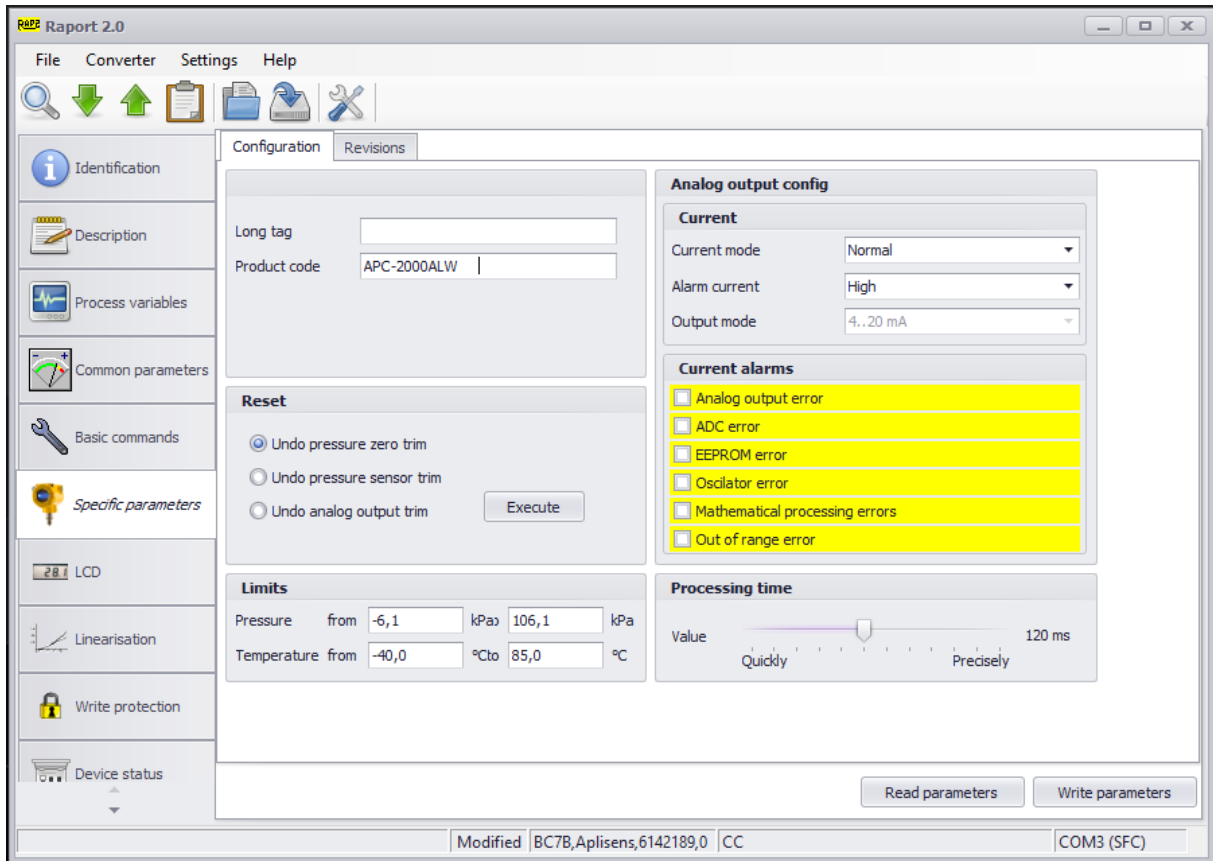 RAP2 Raport 2.0
File Converter Settings Help
Identification
Description
Process variables
Common parameters
Basic commands
Specific parameters
28.1 LCD
Linearisation
Write protection
Device status
Configuration Revisions
Long tag
Product code APC-2000ALW
Reset
Undo pressure zero trim
Undo pressure sensor trim
Undo analog output trim
Execute
Limits
Pressure from -6,1 kPa 106,1 kPa
Temperature from -40,0 °C to 85,0 °C
Analog output config
Current
Current mode Normal
Alarm current High
Output mode 4..20 mA
Current alarms
Analog output error
ADC error
EEPROM error
Oscilator error
Mathematical processing errors
Out of range error
Processing time
Value 120 ms
Quickly Precisely
Read parameters Write parameters
Modified BC7B,Aplisens,6142189,0 CC COM3 (SFC)